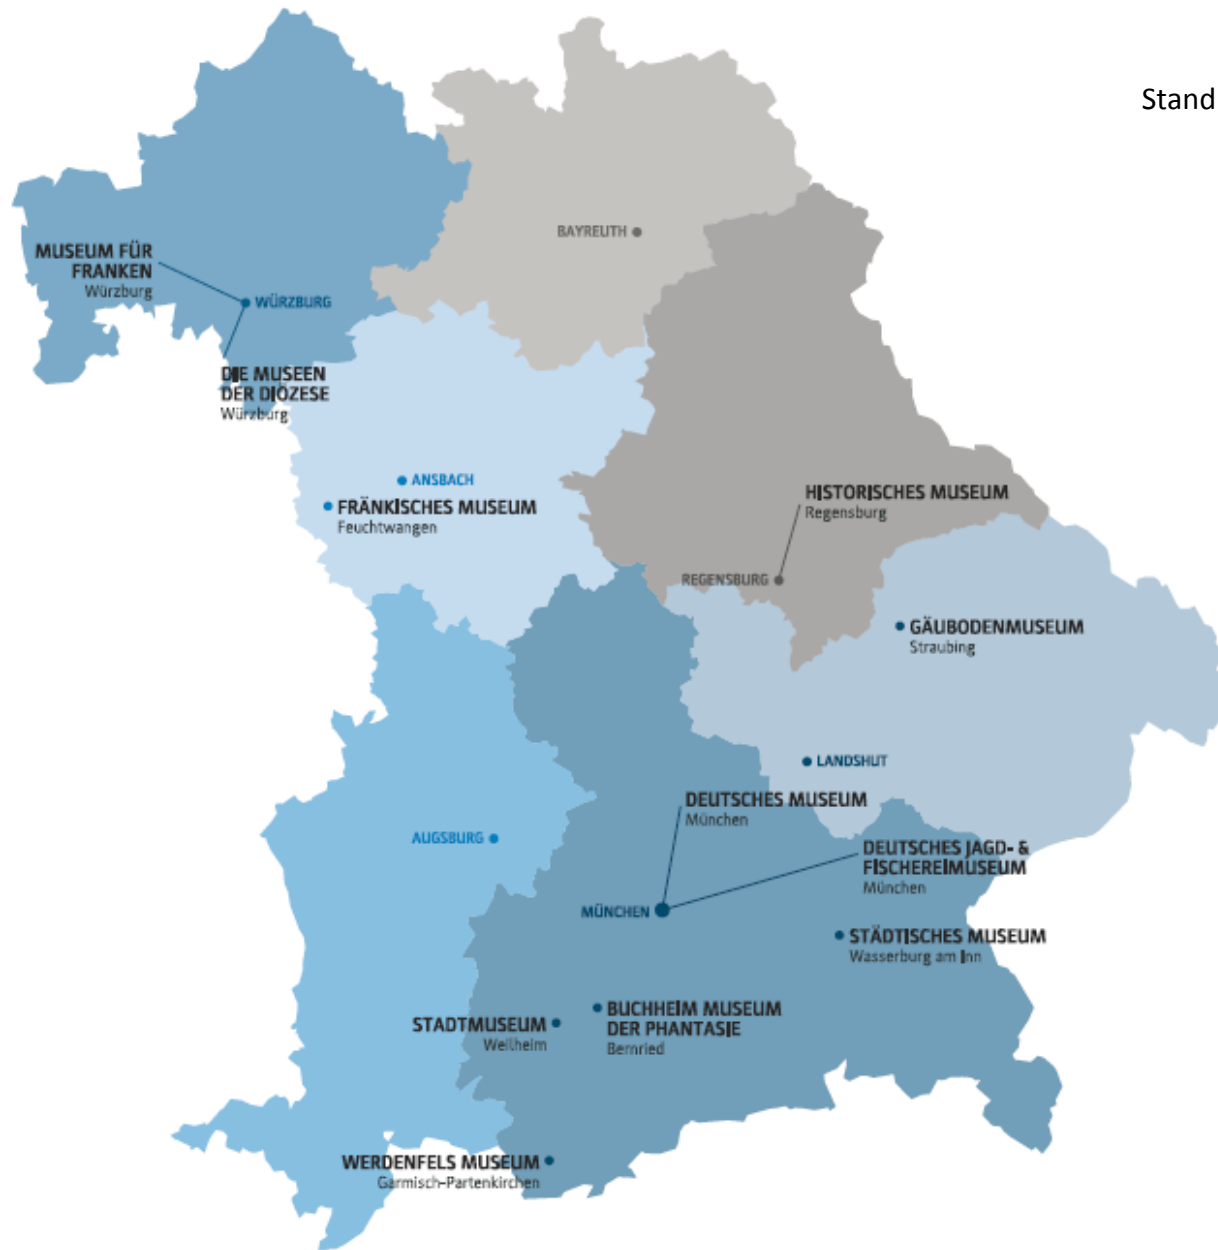 Stand
BAYREUTH
MUSEUM FÜR
FRANKEN
Würzburg
WÜRZBURG
DIE MUSEEN
DER DIÖZESE
Würzburg
ANSBACH
FRÄNKISCHES MUSEUM
Feuchtwangen
HISTORISCHES MUSEUM
Regensburg
REGENSBURG
GÄUBODENMUSEUM
Straubing
LANDSHUT
DEUTSCHES MUSEUM
München
AUGSBURG
DEUTSCHES JAGD- &
FISCHEREIMUSEUM
München
MÜNCHEN
STÄDTISCHES MUSEUM
Wasserburg am Inn
BUCHHEIM MUSEUM
DER PHANTASIE
Bernried
STADTMUSEUM
Weilheim
WERDENFELS MUSEUM
Garmisch-Partenkirchen